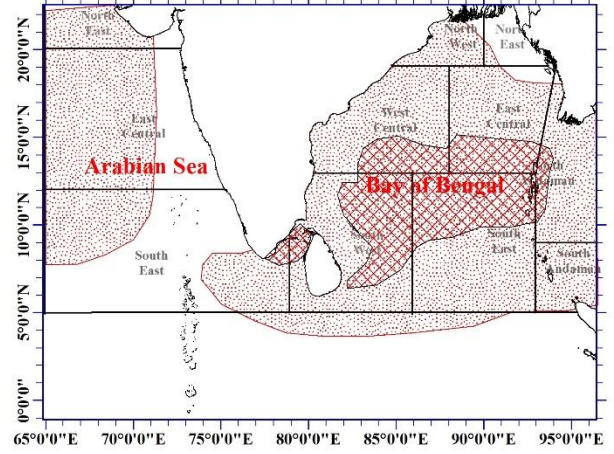 North
East
North
West
North
East
20°0'0"N
East
Central
West
Central
East
Central
15°0'0"N
Arabian Sea
Bay of Bengal
10°0'0"N
South
East
South
West
South
East
South
Andaman
5°0'0"N
0°0'0"
65°0'0"E 70°0'0"E 75°0'0"E 80°0'0"E 85°0'0"E 90°0'0"E 95°0'0"E